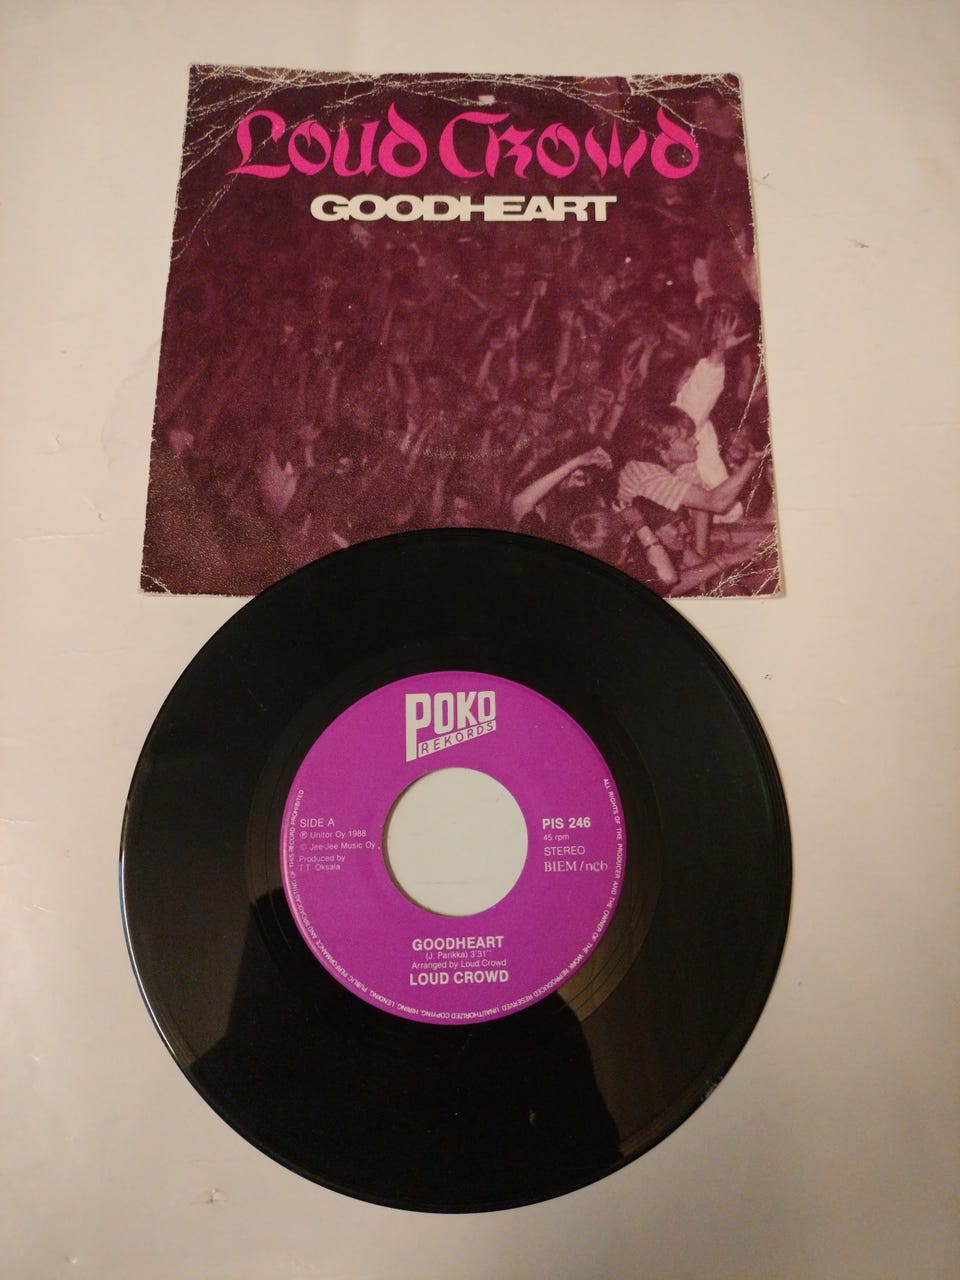 Loud Crowd
GOODHEART
POKO
REKORDS
SIDE A
℗ Unitor Oy 1988
© Jee-Jee Music Oy
Produced by
T.T. Oksala
PIS 246
45 rpm
STEREO
BIEM / ncb
GOODHEART
(J. Parikka) 3'31"
Arranged by Loud Crowd
LOUD CROWD
ALL RIGHTS OF THE PRODUCER AND THE OWNER OF THE WORK REPRODUCED RESERVED. UNAUTHORIZED COPYING, HIRING, LENDING, PUBLIC PERFORMANCE AND BROADCASTING OF THIS RECORD PROHIBITED